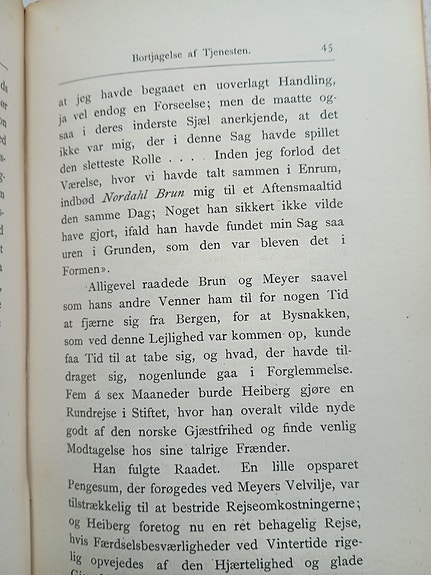 Bortjagelse af Tjenesten. 45
at jeg havde begaaet en uoverlagt Handling,
ja vel endog en Forseelse; men de maatte og-
saa i deres inderste Sjæl anerkjende, at det
ikke var mig, der i denne Sag havde spillet
den sletteste Rolle . . . . Inden jeg forlod det
Værelse, hvor vi havde talt sammen i Enrum,
indbød Nordahl Brun mig til et Aftensmaaltid
den samme Dag; Noget han sikkert ikke vilde
have gjort, ifald han havde fundet min Sag saa
uren i Grunden, som den var bleven det i
Formen».
Alligevel raadede Brun og Meyer saavel
som hans andre Venner ham til for nogen Tid
at fjærne sig fra Bergen, for at Bysnakken,
som ved denne Lejlighed var kommen op, kunde
faa Tid til at tabe sig, og hvad, der havde til-
draget sig, nogenlunde gaa i Forglemmelse.
Fem á sex Maaneder burde Heiberg gjøre en
Rundrejse i Stiftet, hvor han overalt vilde nyde
godt af den norske Gjæstfrihed og finde venlig
Modtagelse hos sine talrige Frænder.
Han fulgte Raadet. En lille opsparet
Pengesum, der forøgedes ved Meyers Velvilje, var
tilstrækkelig til at bestride Rejseomkostningerne;
og Heiberg foretog nu en ret behagelig Rejse,
hvis Færdselsbesværligheder ved Vintertide rige-
lig opvejedes af den Hjærtelighed og glade